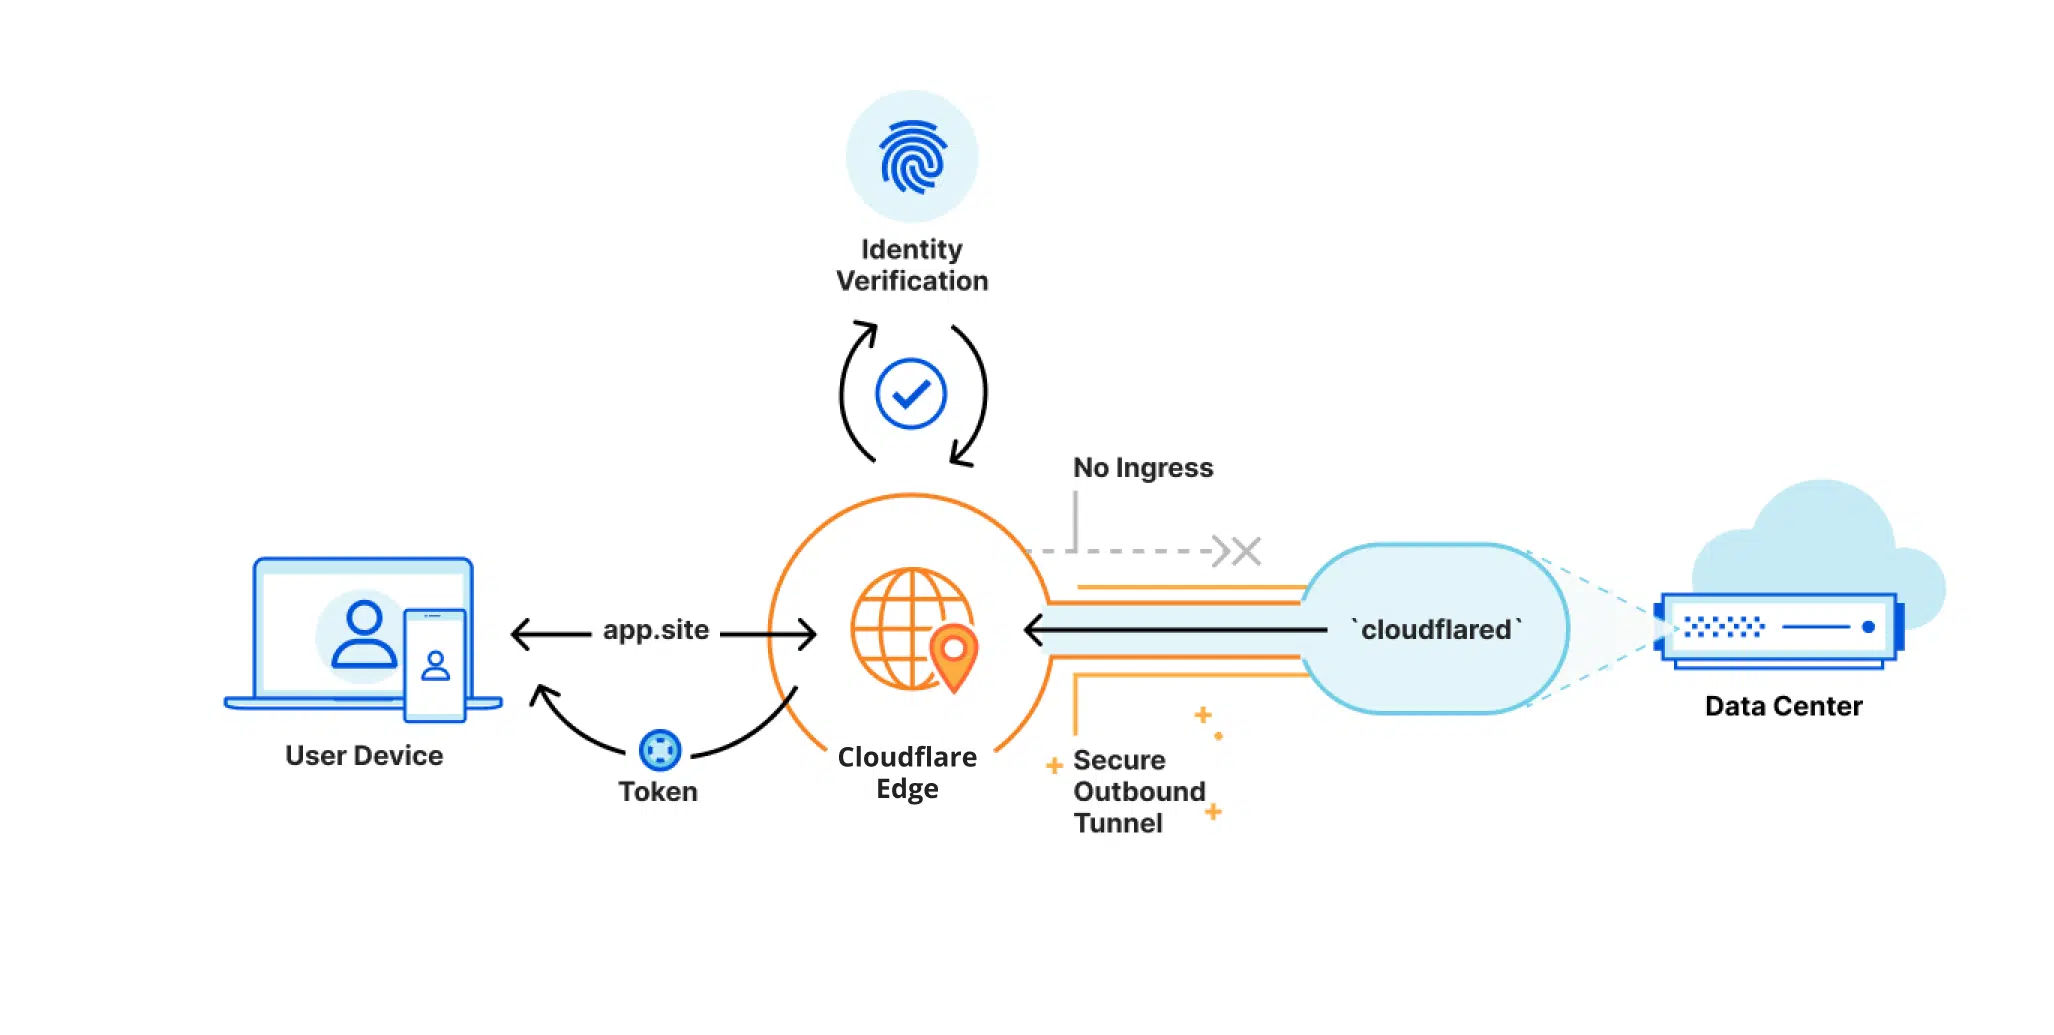 Identity
Verification
No Ingress
app.site
`cloudflared`
User Device
Token
Cloudflare
Edge
Secure
Outbound
Tunnel
Data Center